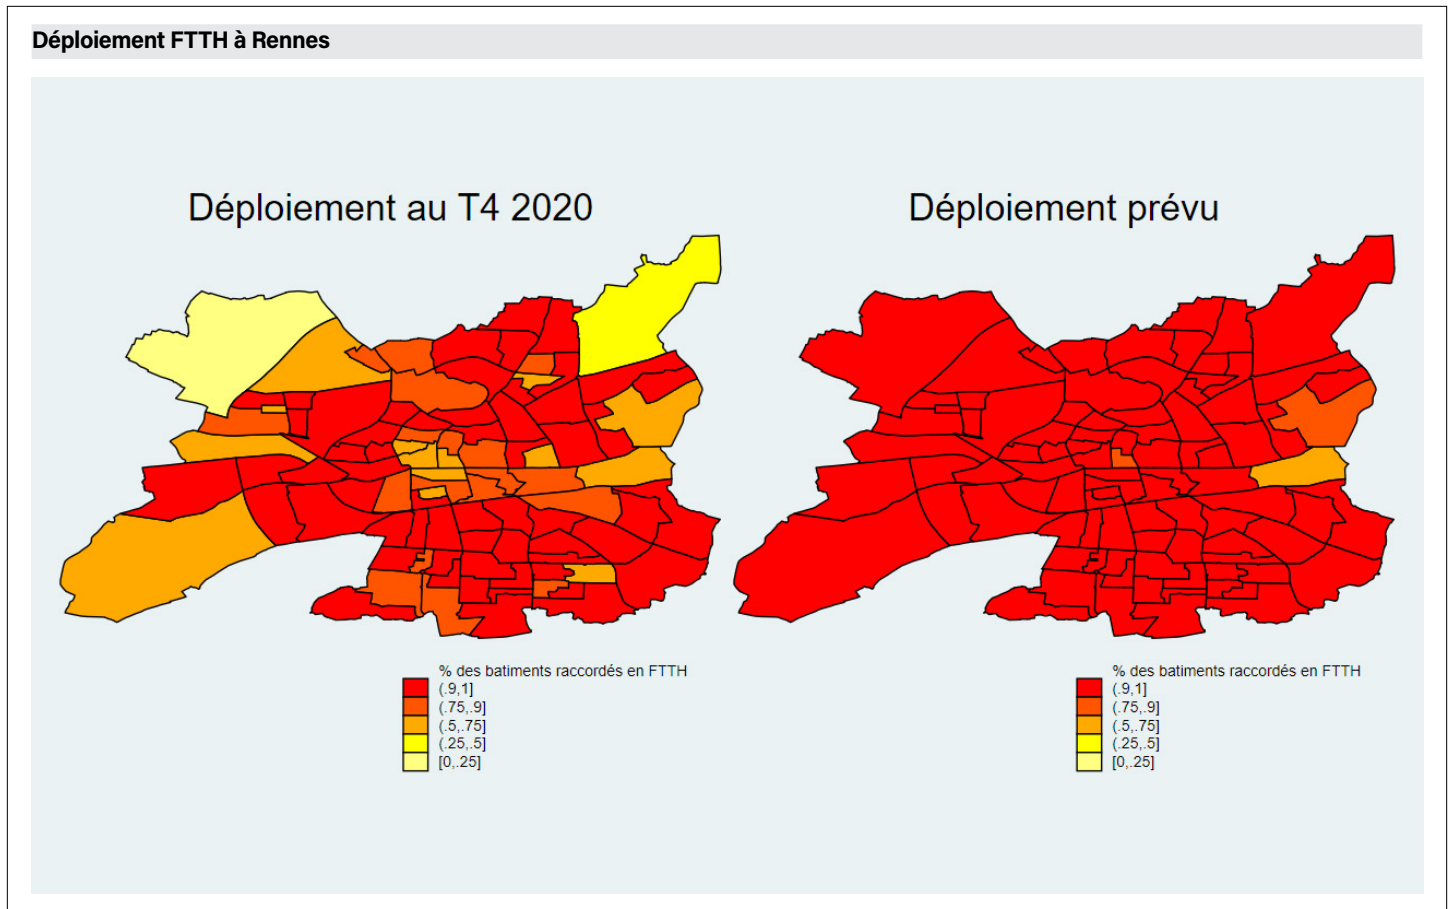 Déploiement FTTH à Rennes
Déploiement au T4 2020
Déploiement prévu
% des batiments raccordés en FTTH
(.9,1]
(.75,.9]
(.5,.75]
(.25,.5]
[0,.25]
% des batiments raccordés en FTTH
(.9,1]
(.75,.9]
(.5,.75]
(.25,.5]
[0,.25]